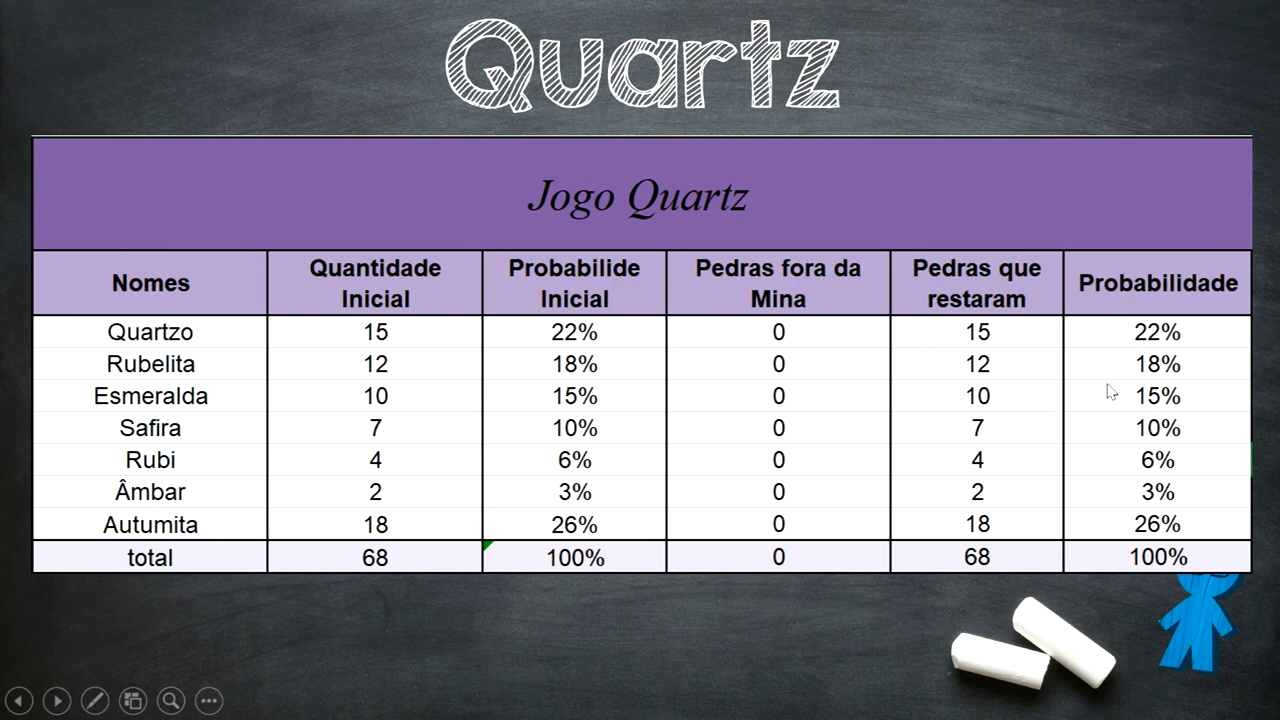 Quartz
Jogo Quartz
Nomes Quantidade Inicial Probabilide Inicial Pedras fora da Mina Pedras que restaram Probabilidade
Quartzo 15 22% 0 15 22%
Rubelita 12 18% 0 12 18%
Esmeralda 10 15% 0 10 15%
Safira 7 10% 0 7 10%
Rubi 4 6% 0 4 6%
Âmbar 2 3% 0 2 3%
Autumita 18 26% 0 18 26%
total 68 100% 0 68 100%